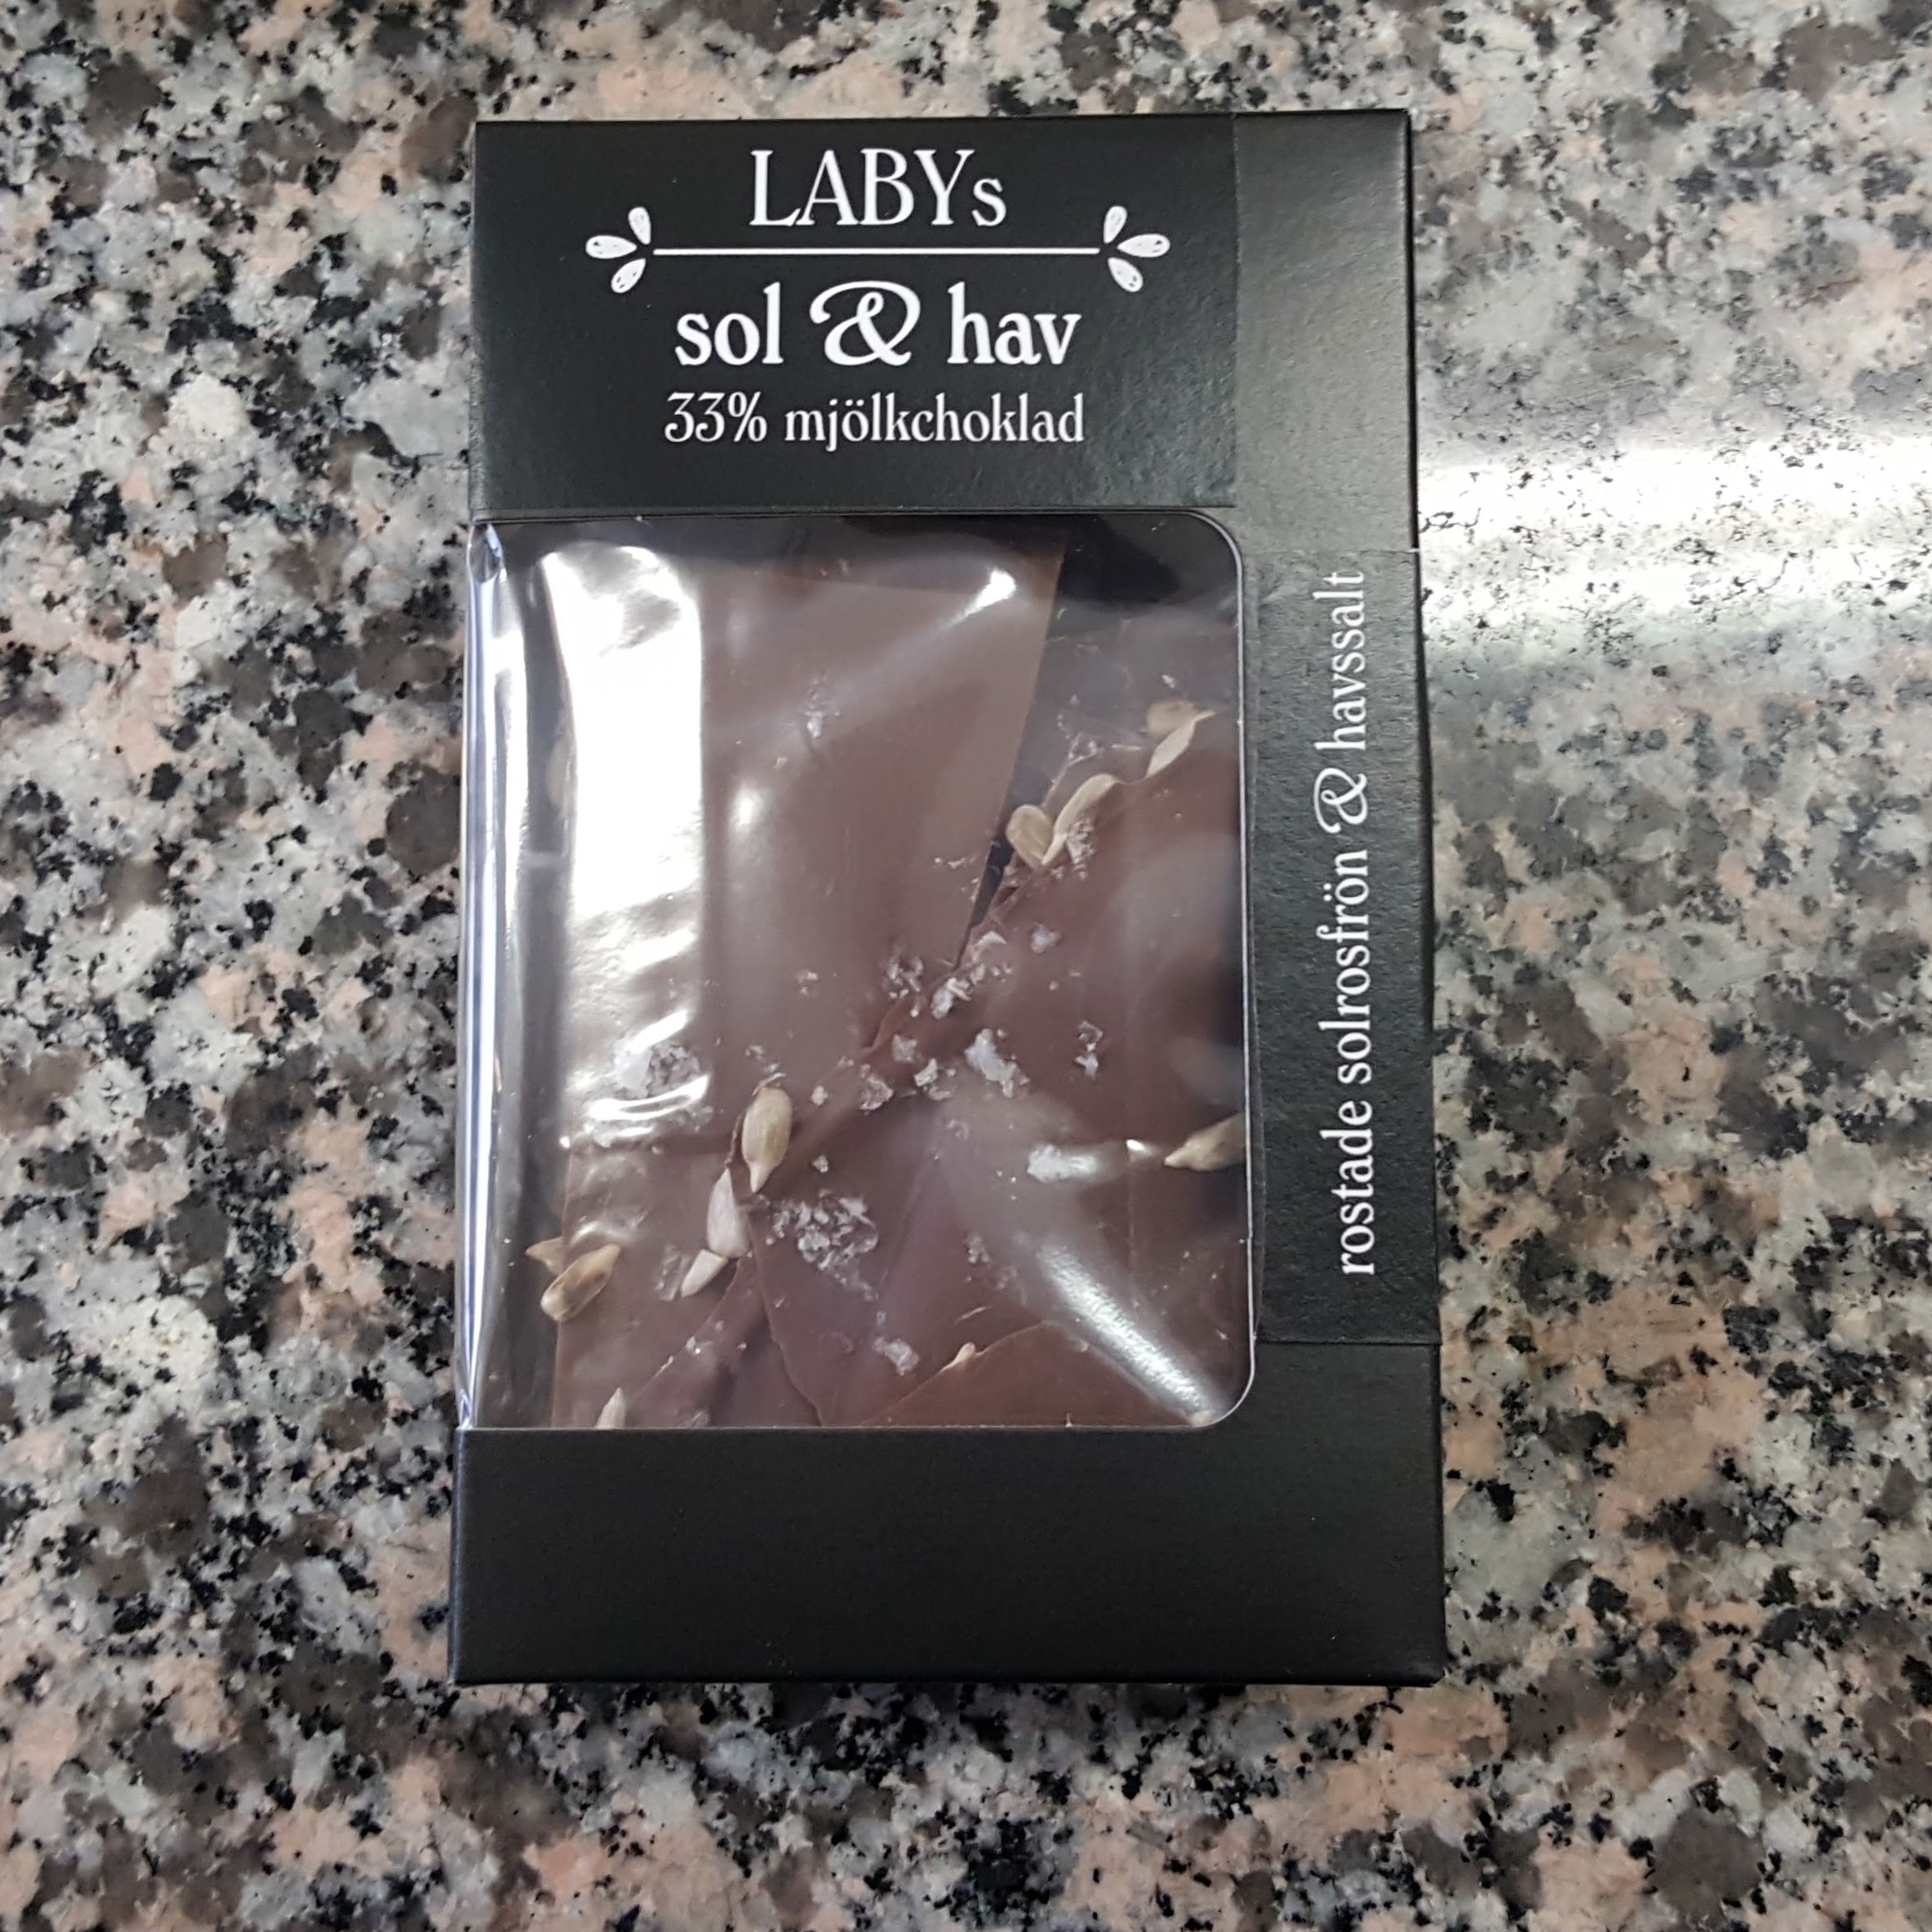 LABYs
sol & hav
33% mjölkchoklad
rostade solrosfrön & havssalt